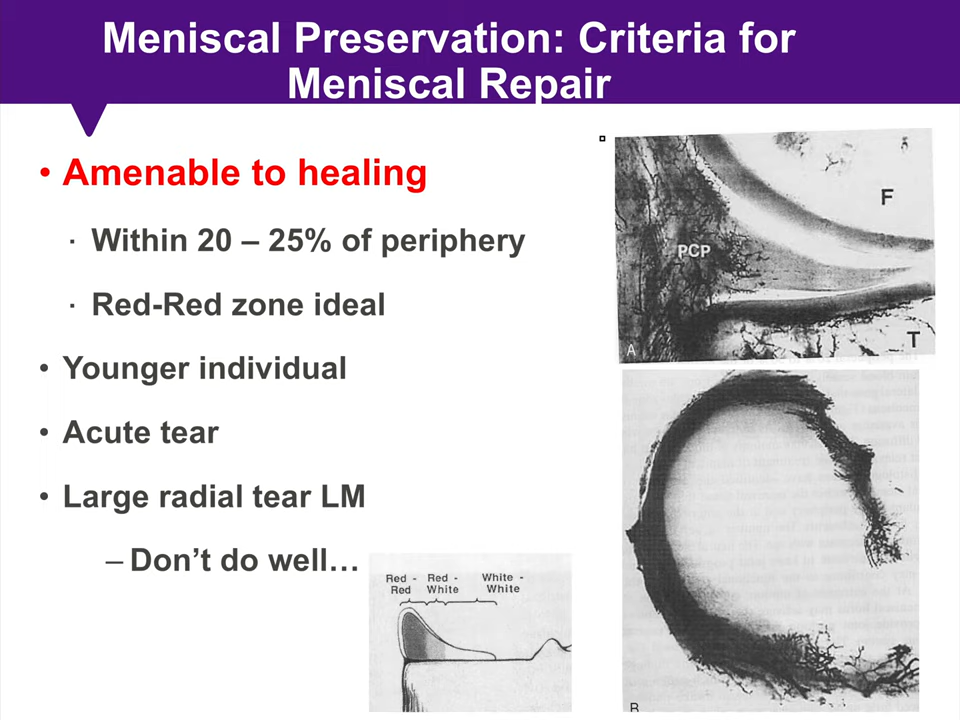 Meniscal Preservation: Criteria for
Meniscal Repair
• Amenable to healing
· Within 20 – 25% of periphery
· Red-Red zone ideal
• Younger individual
• Acute tear
• Large radial tear LM
– Don’t do well…
F
PCP
A
T
Red - Red - White -
Red White White
B